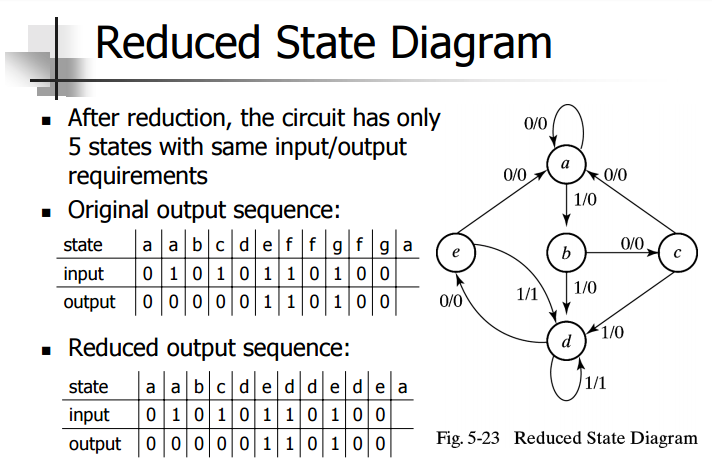 Reduced State Diagram
■ After reduction, the circuit has only
5 states with same input/output
requirements
■ Original output sequence:
state a a b c d e f f g f g a
input 0 1 0 1 0 1 1 0 1 0 0
output 0 0 0 0 0 1 1 0 1 0 0
■ Reduced output sequence:
state a a b c d e d d e d e a
input 0 1 0 1 0 1 1 0 1 0 0
output 0 0 0 0 0 1 1 0 1 0 0
0/0
a
0/0
0/0
1/0
e
b
0/0
c
0/0
1/1
1/0
d
1/0
1/1
Fig. 5-23 Reduced State Diagram